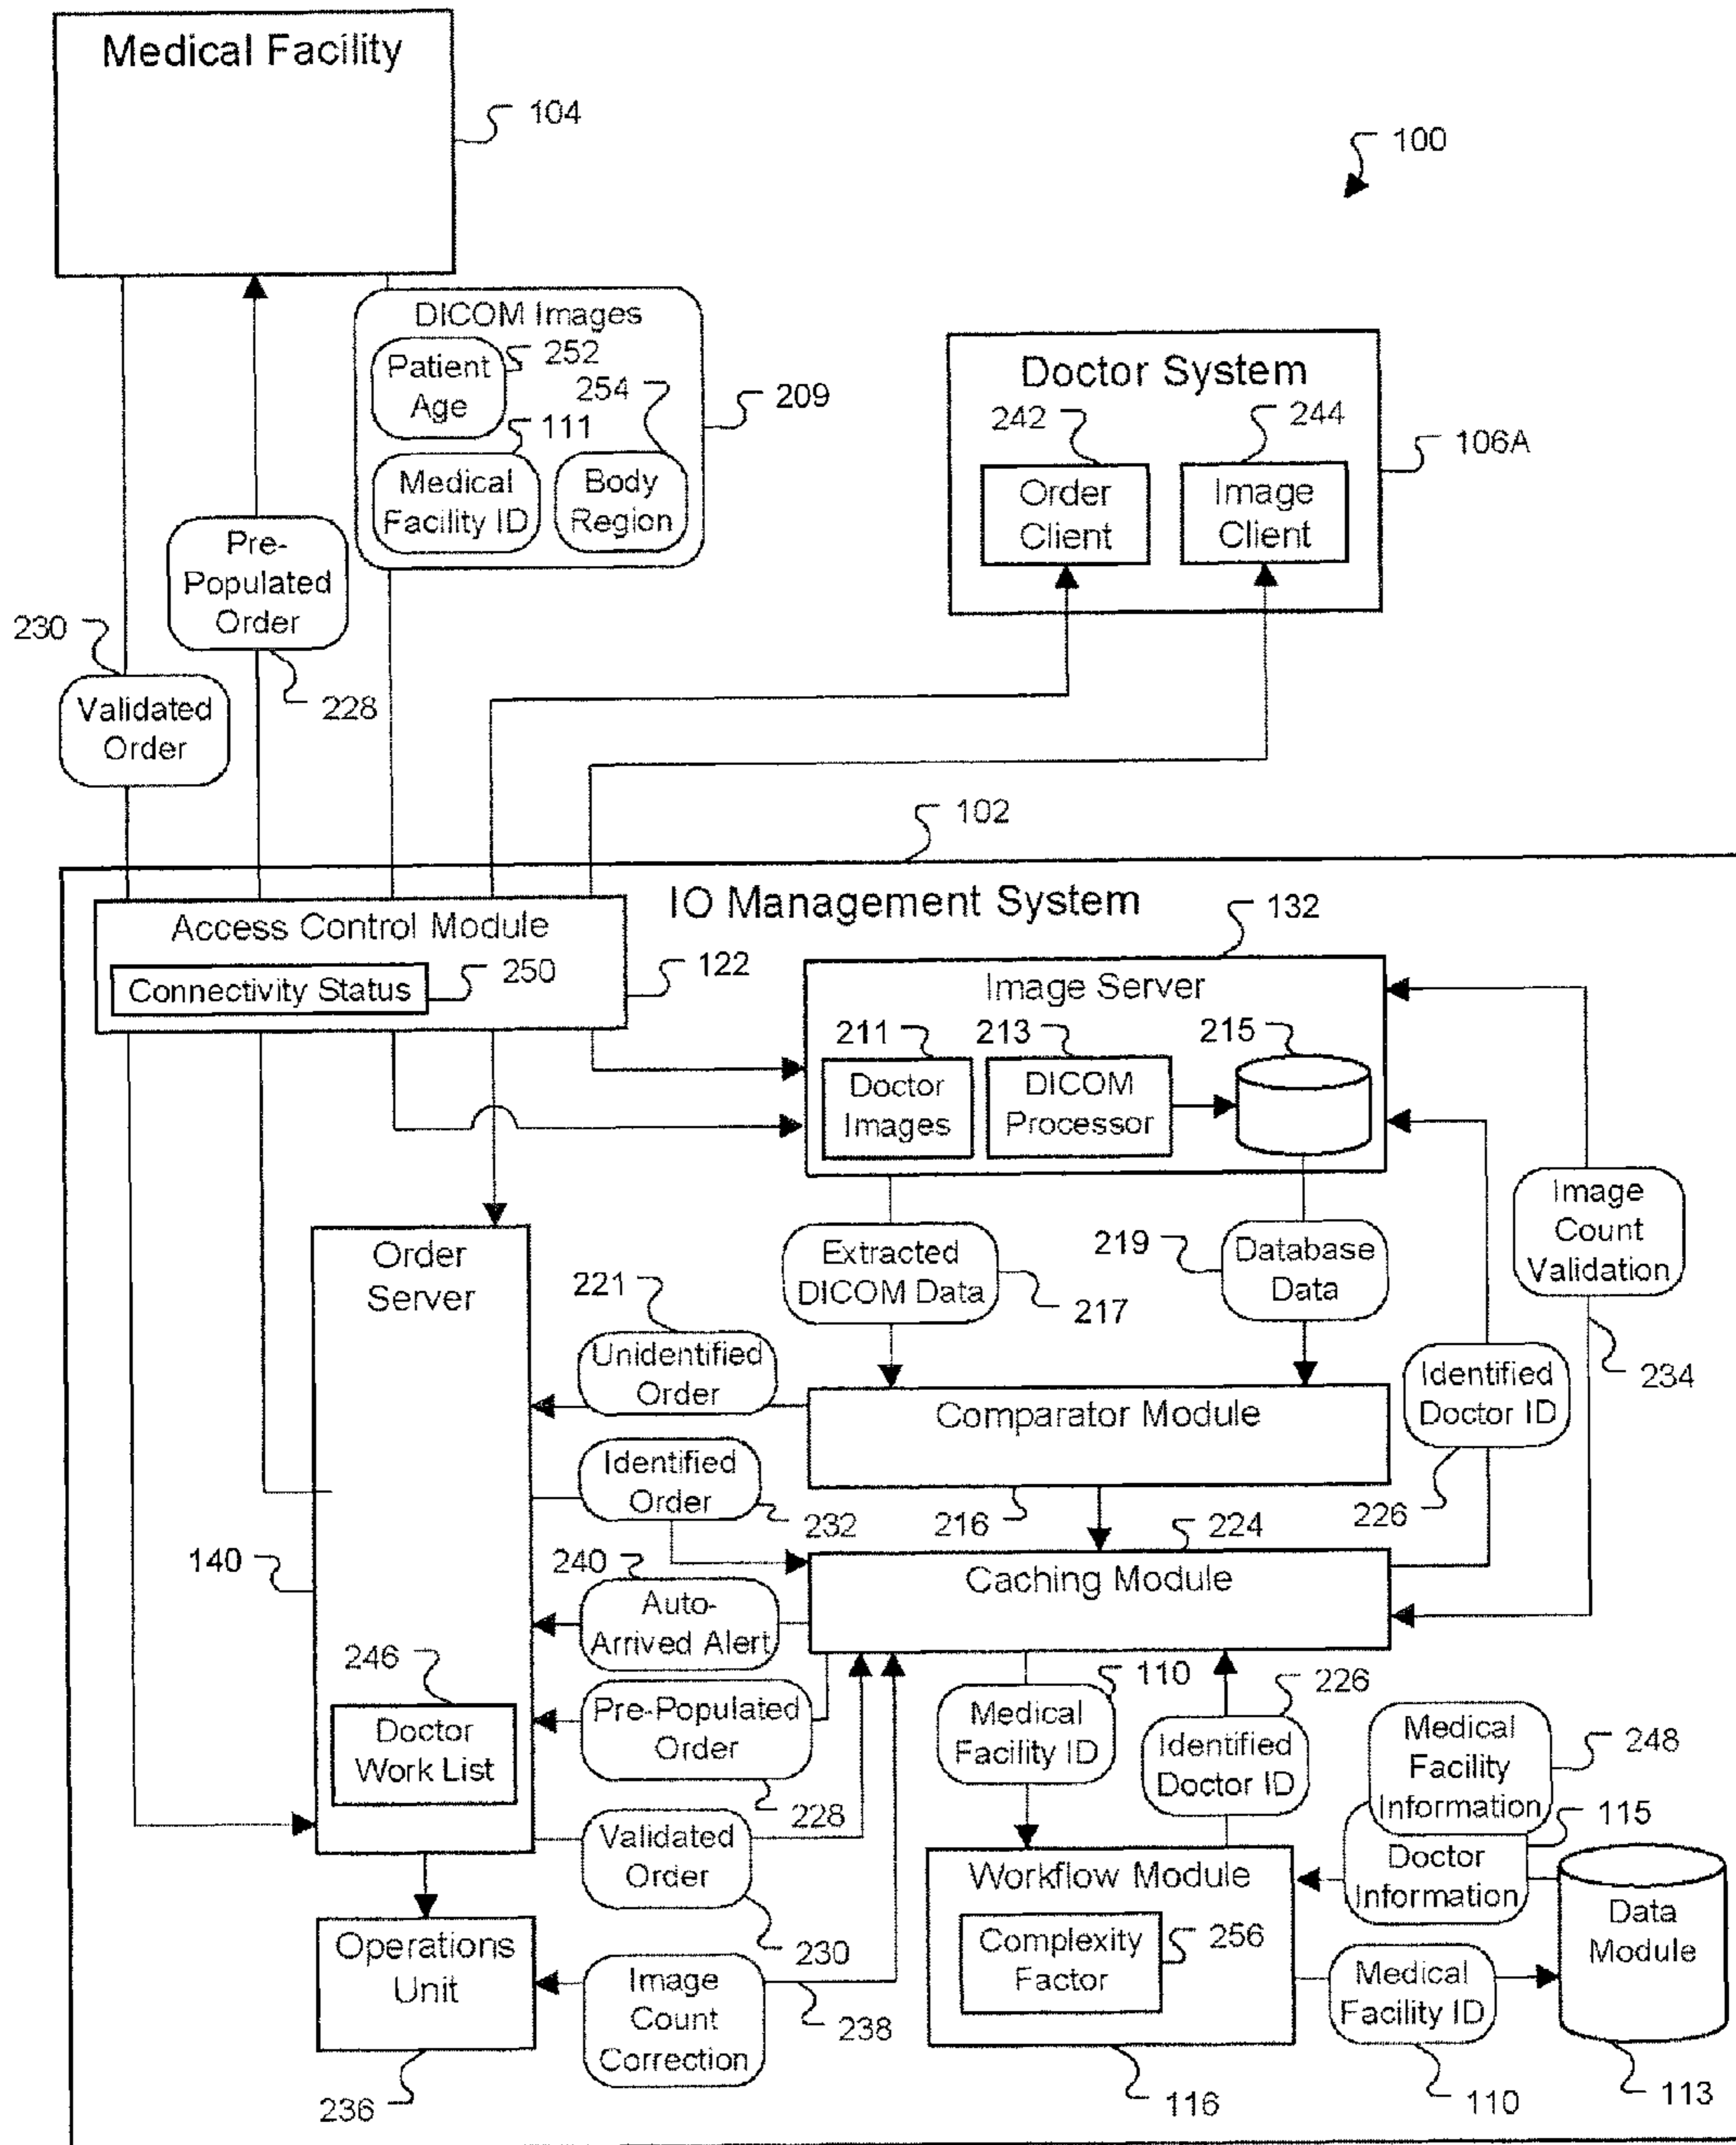 Medical Facility
104
100
DICOM Images
Patient
Age
252
254
111
209
Medical
Facility ID
Body
Region
Doctor System
242
244
106A
Order
Client
Image
Client
Pre-
Populated
Order
228
230
Validated
Order
102
IO Management System
Access Control Module
Connectivity Status
250
122
132
Image Server
211
213
215
Doctor
Images
DICOM
Processor
Image
Count
Validation
234
Order
Server
Extracted
DICOM Data
217
219
Database
Data
221
Unidentified
Order
Comparator Module
Identified
Doctor ID
226
Identified
Order
232
216
224
140
240
Caching Module
Auto-
Arrived Alert
246
Doctor
Work List
Pre-Populated
Order
228
110
Medical
Facility ID
226
Identified
Doctor ID
Medical
Facility
Information
248
115
Doctor
Information
Validated
Order
230
Workflow Module
Complexity
Factor
256
Data
Module
Operations
Unit
Image
Count
Correction
238
Medical
Facility ID
236
116
110
113